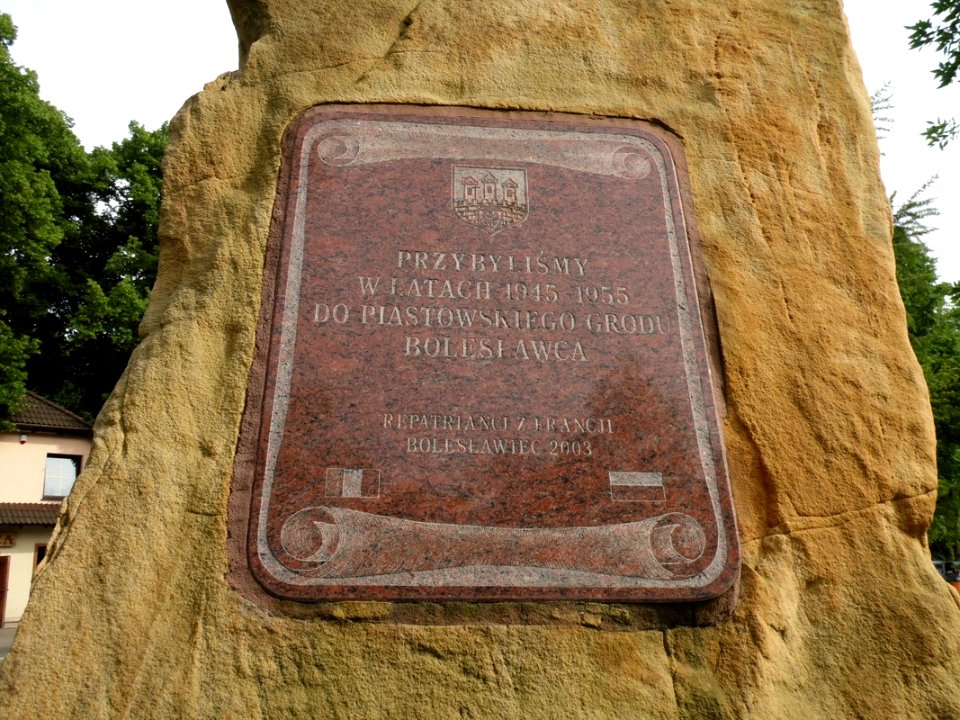 PRZYBYLIŚMY
W LATACH 1945-1955
DO PIASTOWSKIEGO GRODU
BOLESŁAWCA
REPATRIANCI Z FRANCJI
BOLESŁAWIEC 2003